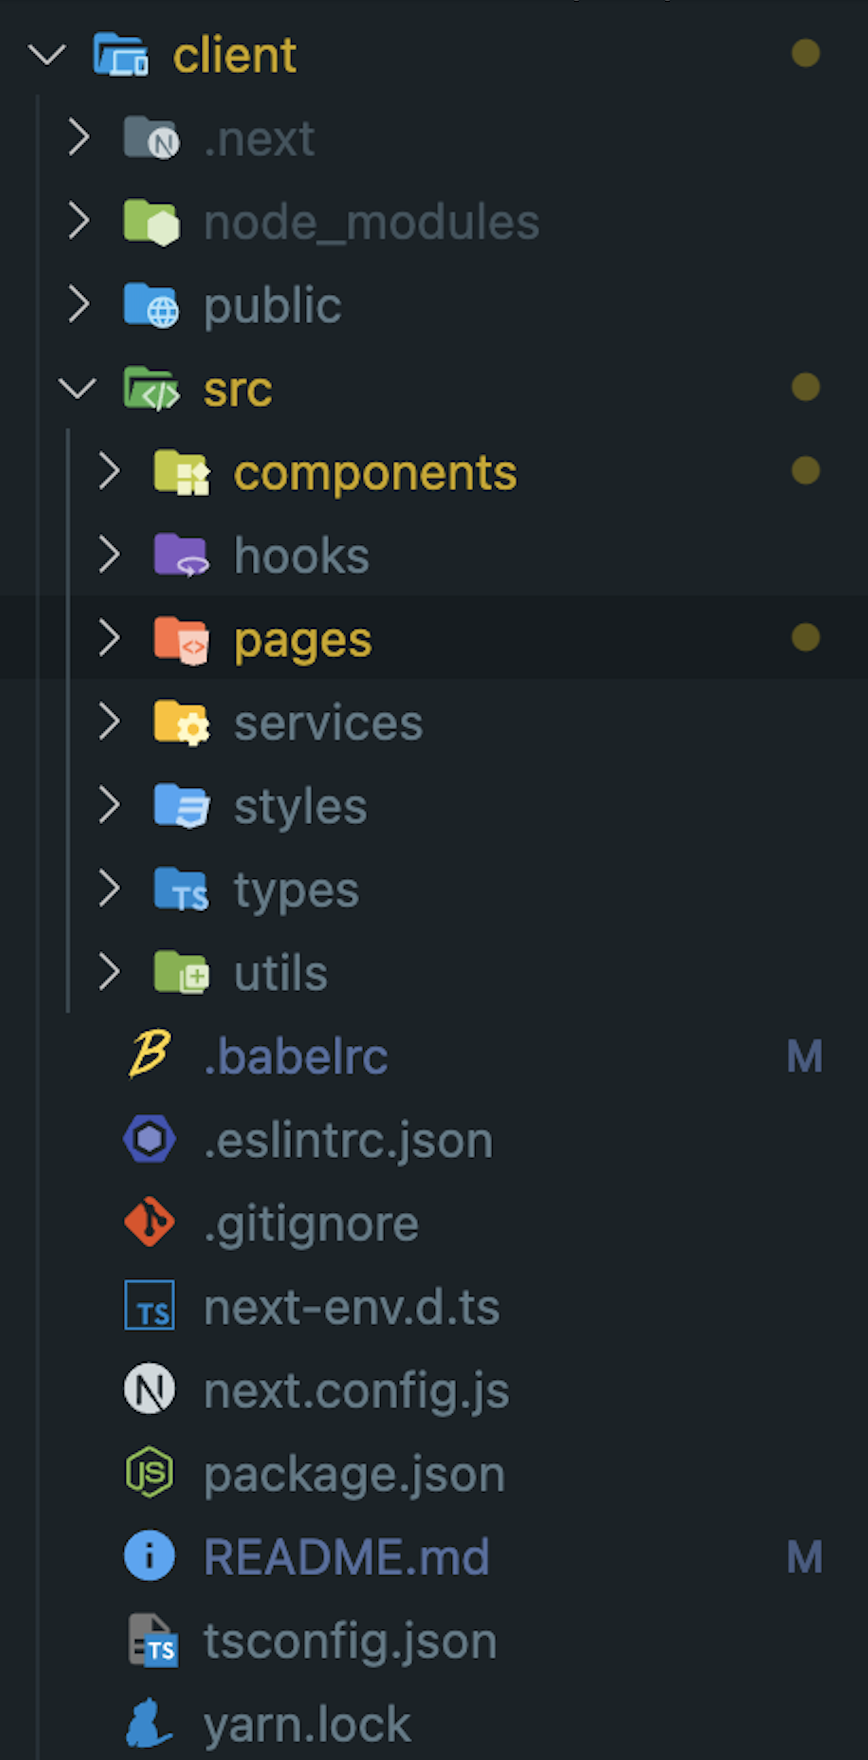 client
.next
node_modules
public
src
components
hooks
pages
services
styles
types
utils
.babelrc M
.eslintrc.json
.gitignore
next-env.d.ts
next.config.js
package.json
README.md M
tsconfig.json
yarn.lock